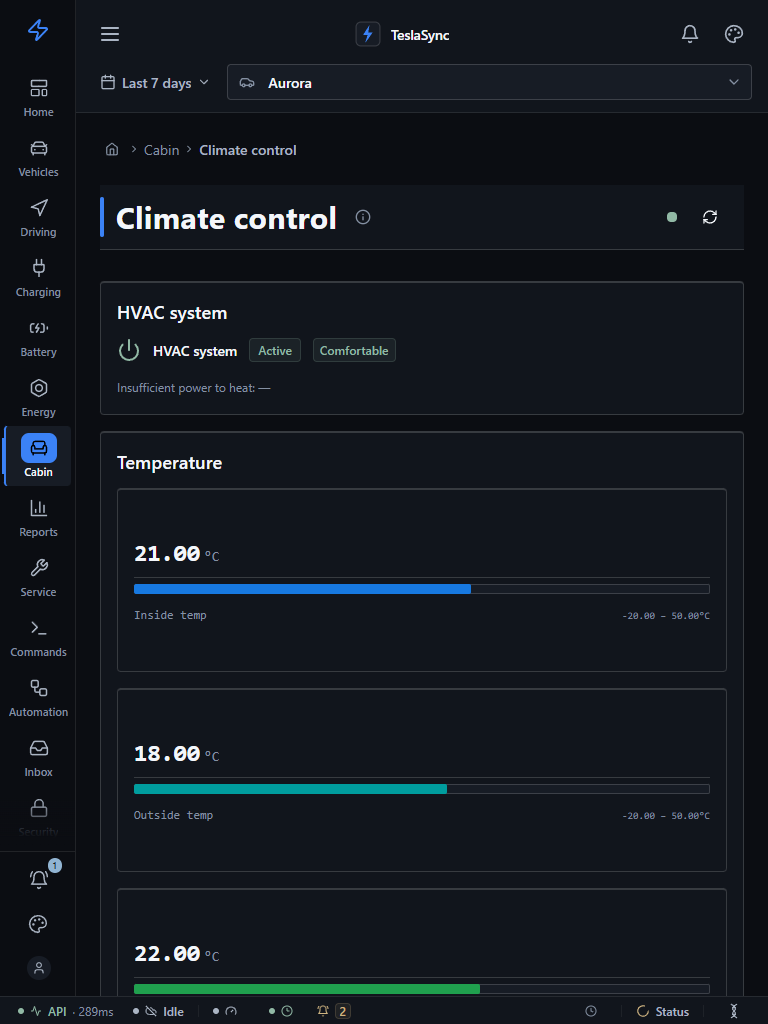 TeslaSync
Last 7 days
Aurora
Home
Vehicles
Driving
Charging
Battery
Energy
Cabin
Reports
Service
Commands
Automation
Inbox
Security
1
Cabin
Climate control
Climate control
HVAC system
HVAC system
Active
Comfortable
Insufficient power to heat: —
Temperature
21.00 °C
Inside temp
-20.00 – 50.00°C
18.00 °C
Outside temp
-20.00 – 50.00°C
22.00 °C
API · 289ms
Idle
2
Status